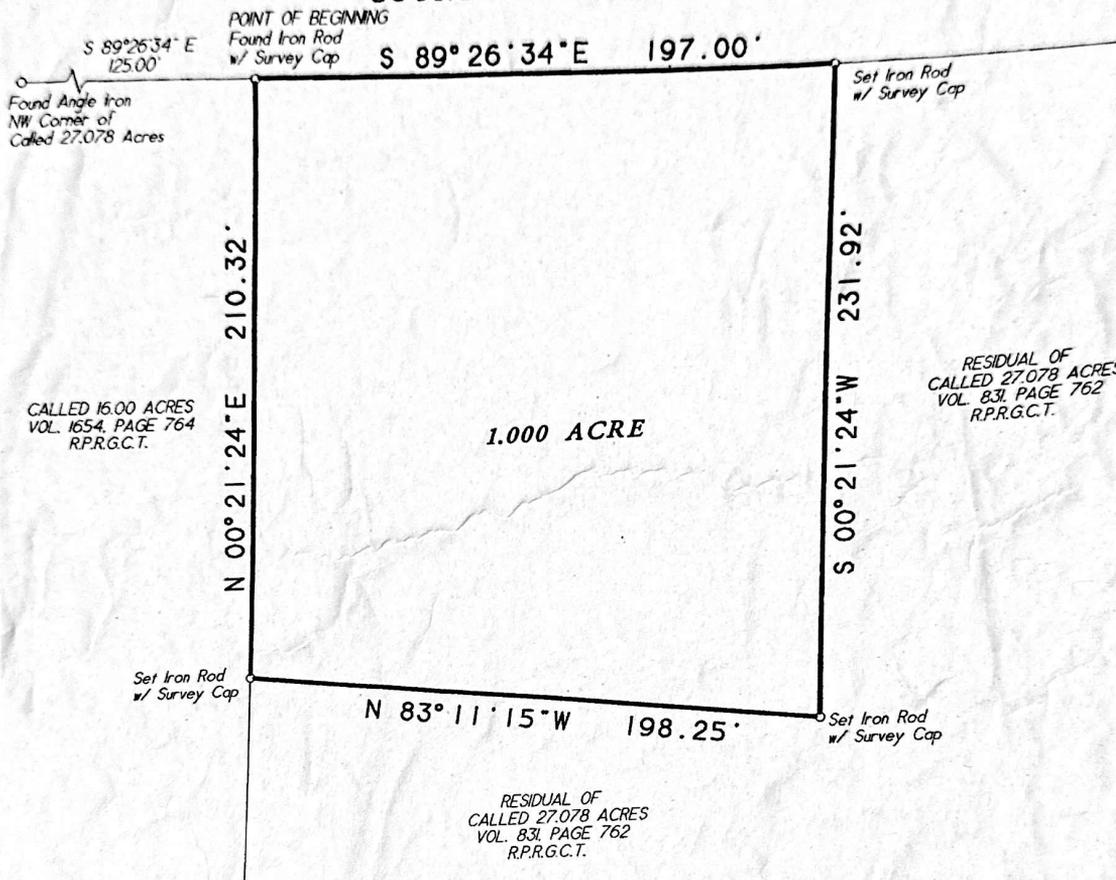 POINT OF BEGINNING
Found Iron Rod
w/ Survey Cap
S 89°26'34" E
125.00'
S 89°26'34"E 197.00'
Found Angle Iron
NW Corner of
Called 27.078 Acres
Set Iron Rod
w/ Survey Cap
N 00°21'24"E 210.32'
S 00°21'24"W 231.92'
CALLED 16.00 ACRES
VOL. 1654, PAGE 764
R.P.R.G.C.T.
1.000 ACRE
RESIDUAL OF
CALLED 27.078 ACRES
VOL. 831, PAGE 762
R.P.R.G.C.T.
Set Iron Rod
w/ Survey Cap
N 83°11'15"W 198.25'
Set Iron Rod
w/ Survey Cap
RESIDUAL OF
CALLED 27.078 ACRES
VOL. 831, PAGE 762
R.P.R.G.C.T.